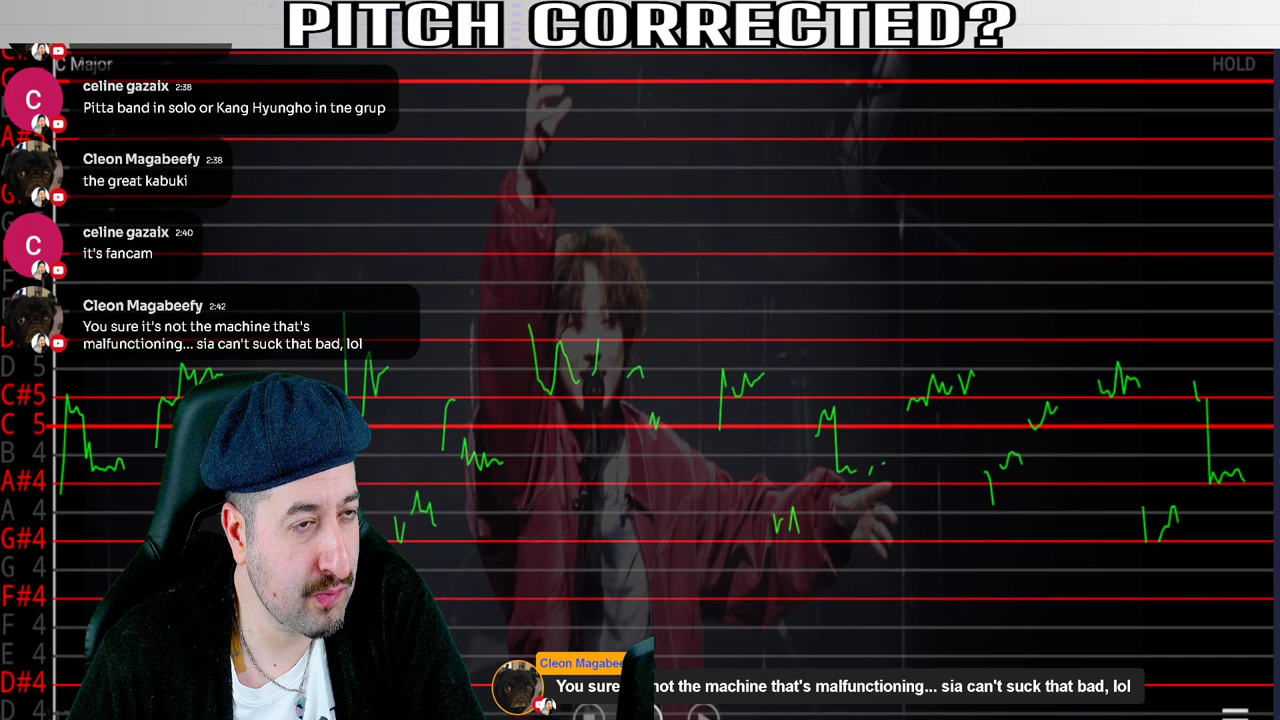 PITCH CORRECTED?
C Major
HOLD
celine gazaix 2:38
Pitta band in solo or Kang Hyungho in tne grup
A#5
Cleon Magabeefy 2:38
the great kabuki
G
celine gazaix 2:40
it's fancam
F
Cleon Magabeefy 2:42
You sure it's not the machine that's
malfunctioning... sia can't suck that bad, lol
D 5
C#5
C 5
B 4
A#4
A 4
G#4
G 4
F#4
F 4
E 4
D#4
D 4
Cleon Magabee
You sure not the machine that's malfunctioning... sia can't suck that bad, lol